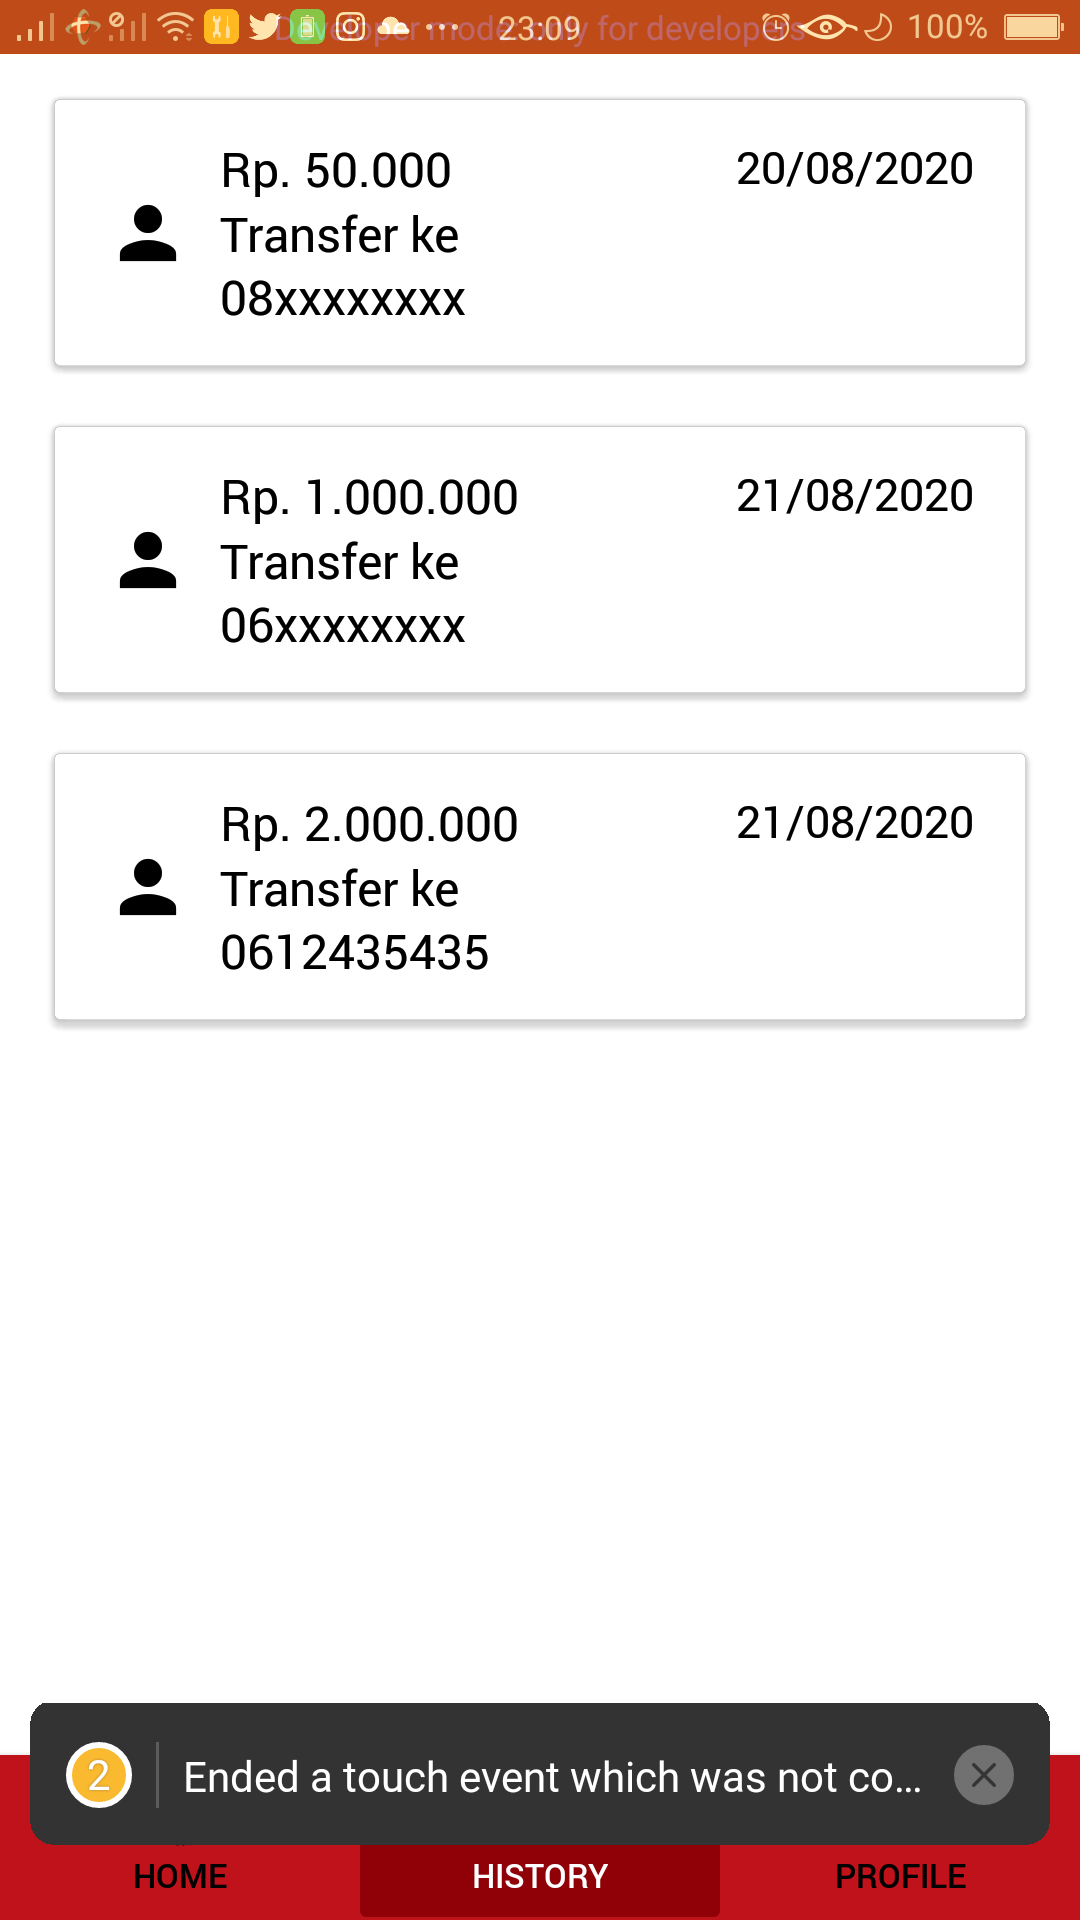 Developer mode only for developers
23:09
100%
Rp. 50.000
20/08/2020
Transfer ke
08xxxxxxxx
Rp. 1.000.000
21/08/2020
Transfer ke
06xxxxxxxx
Rp. 2.000.000
21/08/2020
Transfer ke
0612435435
2
Ended a touch event which was not co...
HOME
HISTORY
PROFILE